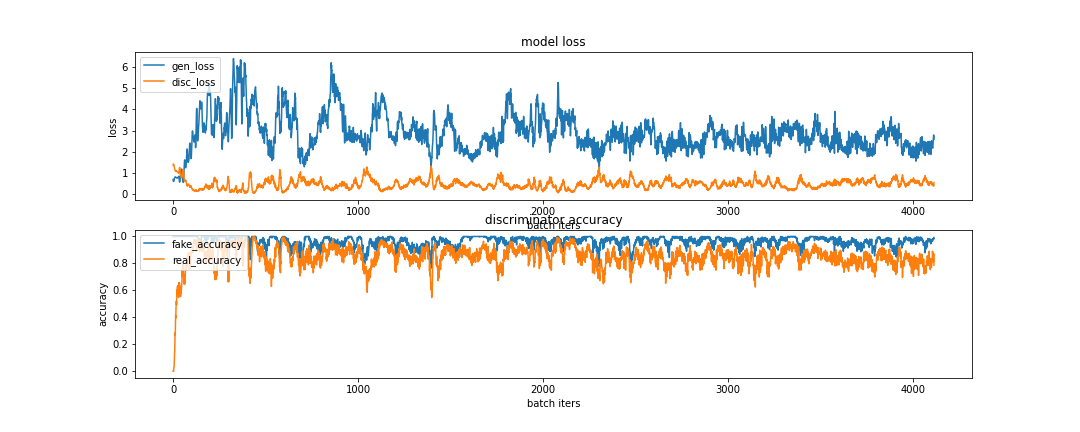 model loss
gen_loss
disc_loss
loss
6
5
4
3
2
1
0
0 1000 2000 3000 4000
batch iters
discriminator accuracy
fake_accuracy
real_accuracy
accuracy
1.0
0.8
0.6
0.4
0.2
0.0
0 1000 2000 3000 4000
batch iters